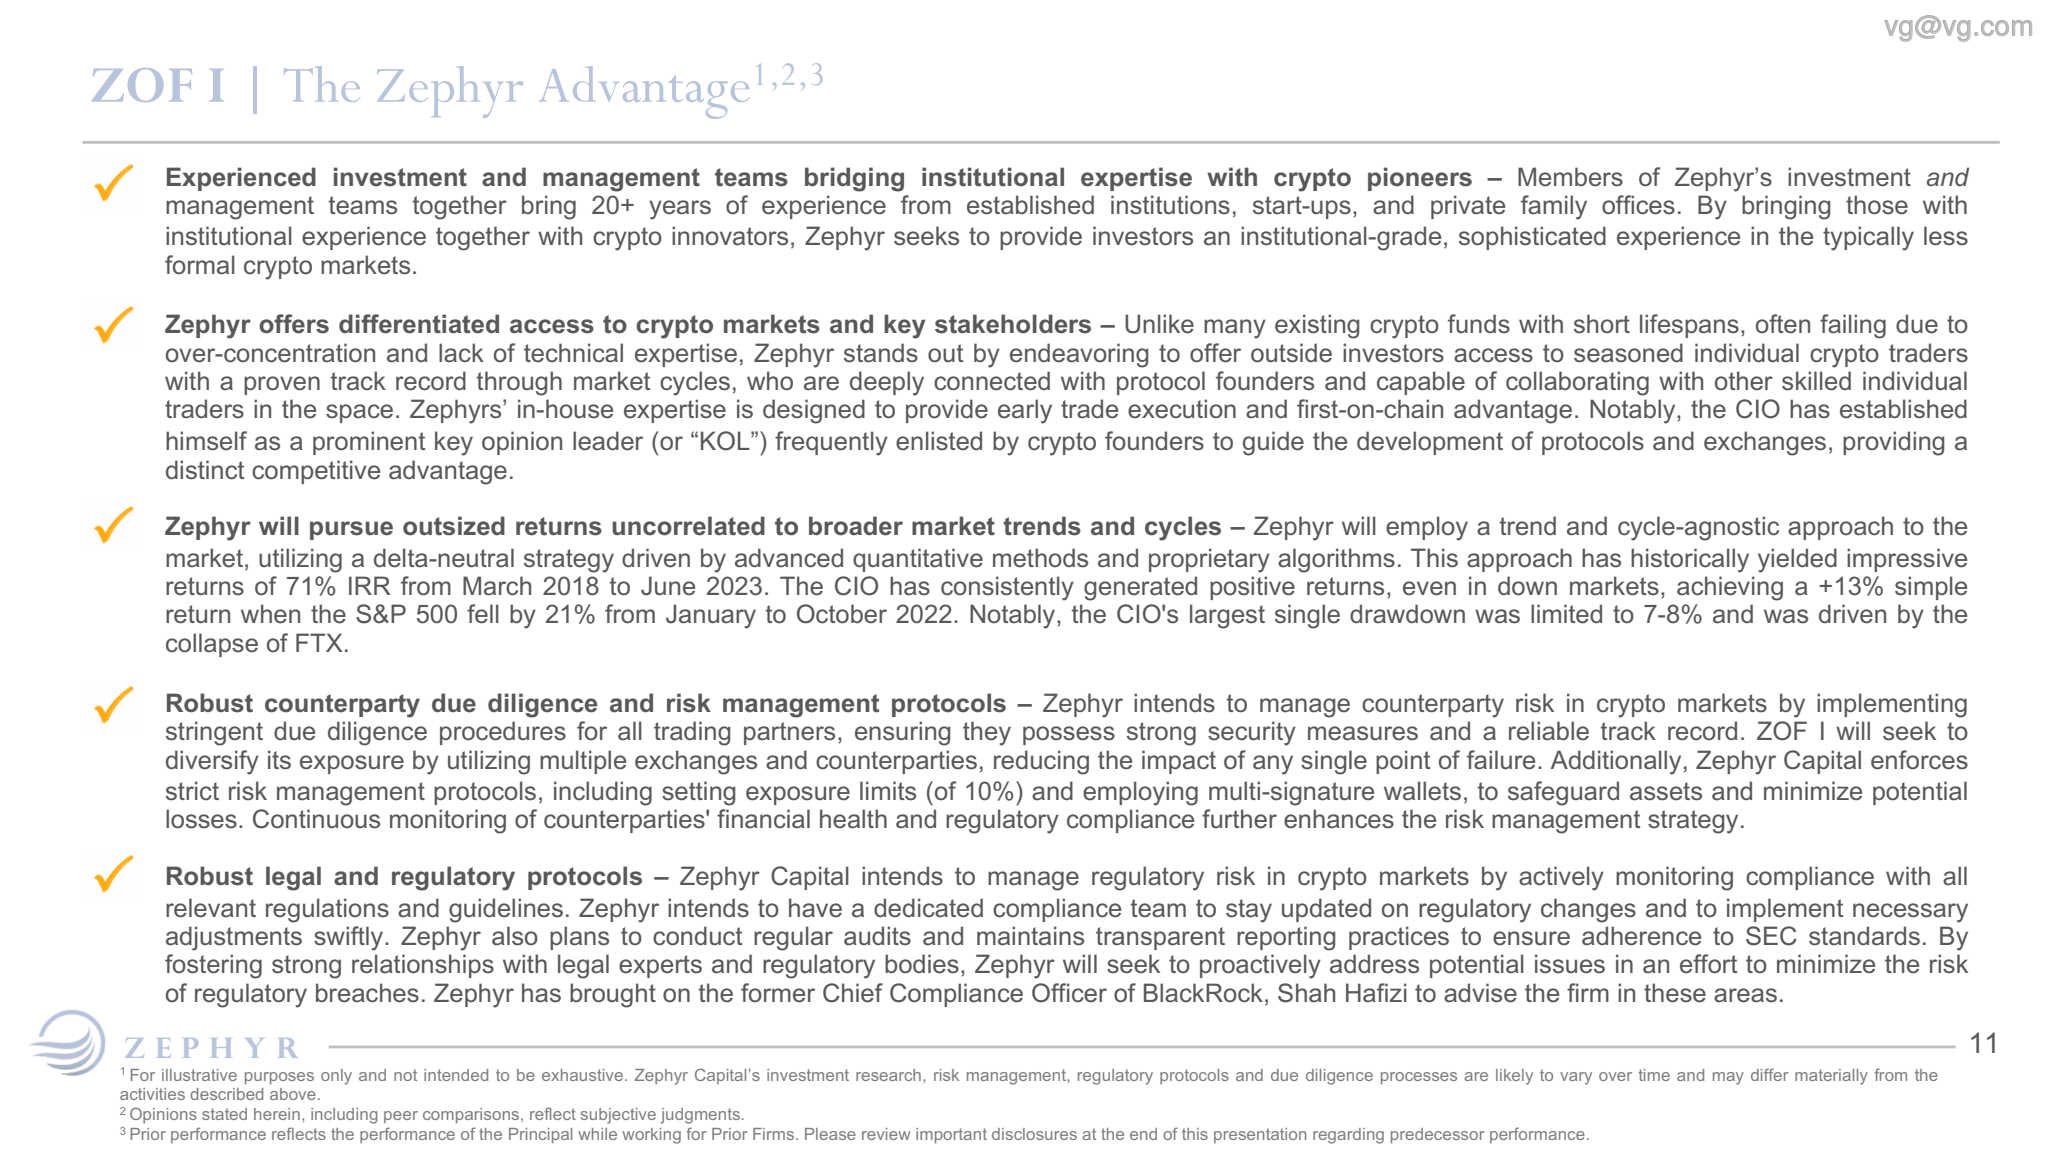 vg@vg.com
ZOF I | The Zephyr Advantage1,2,3
Experienced investment and management teams bridging institutional expertise with crypto pioneers – Members of Zephyr’s investment and
management teams together bring 20+ years of experience from established institutions, start-ups, and private family offices. By bringing those with
institutional experience together with crypto innovators, Zephyr seeks to provide investors an institutional-grade, sophisticated experience in the typically less
formal crypto markets.
Zephyr offers differentiated access to crypto markets and key stakeholders – Unlike many existing crypto funds with short lifespans, often failing due to
over-concentration and lack of technical expertise, Zephyr stands out by endeavoring to offer outside investors access to seasoned individual crypto traders
with a proven track record through market cycles, who are deeply connected with protocol founders and capable of collaborating with other skilled individual
traders in the space. Zephyrs’ in-house expertise is designed to provide early trade execution and first-on-chain advantage. Notably, the CIO has established
himself as a prominent key opinion leader (or “KOL”) frequently enlisted by crypto founders to guide the development of protocols and exchanges, providing a
distinct competitive advantage.
Zephyr will pursue outsized returns uncorrelated to broader market trends and cycles – Zephyr will employ a trend and cycle-agnostic approach to the
market, utilizing a delta-neutral strategy driven by advanced quantitative methods and proprietary algorithms. This approach has historically yielded impressive
returns of 71% IRR from March 2018 to June 2023. The CIO has consistently generated positive returns, even in down markets, achieving a +13% simple
return when the S&P 500 fell by 21% from January to October 2022. Notably, the CIO's largest single drawdown was limited to 7-8% and was driven by the
collapse of FTX.
Robust counterparty due diligence and risk management protocols – Zephyr intends to manage counterparty risk in crypto markets by implementing
stringent due diligence procedures for all trading partners, ensuring they possess strong security measures and a reliable track record. ZOF I will seek to
diversify its exposure by utilizing multiple exchanges and counterparties, reducing the impact of any single point of failure. Additionally, Zephyr Capital enforces
strict risk management protocols, including setting exposure limits (of 10%) and employing multi-signature wallets, to safeguard assets and minimize potential
losses. Continuous monitoring of counterparties' financial health and regulatory compliance further enhances the risk management strategy.
Robust legal and regulatory protocols – Zephyr Capital intends to manage regulatory risk in crypto markets by actively monitoring compliance with all
relevant regulations and guidelines. Zephyr intends to have a dedicated compliance team to stay updated on regulatory changes and to implement necessary
adjustments swiftly. Zephyr also plans to conduct regular audits and maintains transparent reporting practices to ensure adherence to SEC standards. By
fostering strong relationships with legal experts and regulatory bodies, Zephyr will seek to proactively address potential issues in an effort to minimize the risk
of regulatory breaches. Zephyr has brought on the former Chief Compliance Officer of BlackRock, Shah Hafizi to advise the firm in these areas.
ZEPHYR
11
1 For illustrative purposes only and not intended to be exhaustive. Zephyr Capital’s investment research, risk management, regulatory protocols and due diligence processes are likely to vary over time and may differ materially from the
activities described above.
2 Opinions stated herein, including peer comparisons, reflect subjective judgments.
3 Prior performance reflects the performance of the Principal while working for Prior Firms. Please review important disclosures at the end of this presentation regarding predecessor performance.